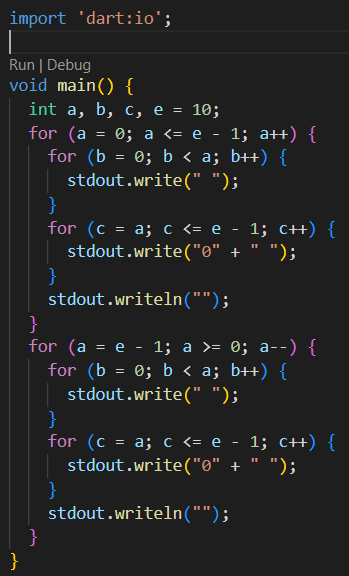 import 'dart:io';
Run | Debug
void main() {
  int a, b, c, e = 10;
  for (a = 0; a <= e - 1; a++) {
    for (b = 0; b < a; b++) {
      stdout.write(" ");
    }
    for (c = a; c <= e - 1; c++) {
      stdout.write("0" + " ");
    }
    stdout.writeln("");
  }
  for (a = e - 1; a >= 0; a--) {
    for (b = 0; b < a; b++) {
      stdout.write(" ");
    }
    for (c = a; c <= e - 1; c++) {
      stdout.write("0" + " ");
    }
    stdout.writeln("");
  }
}